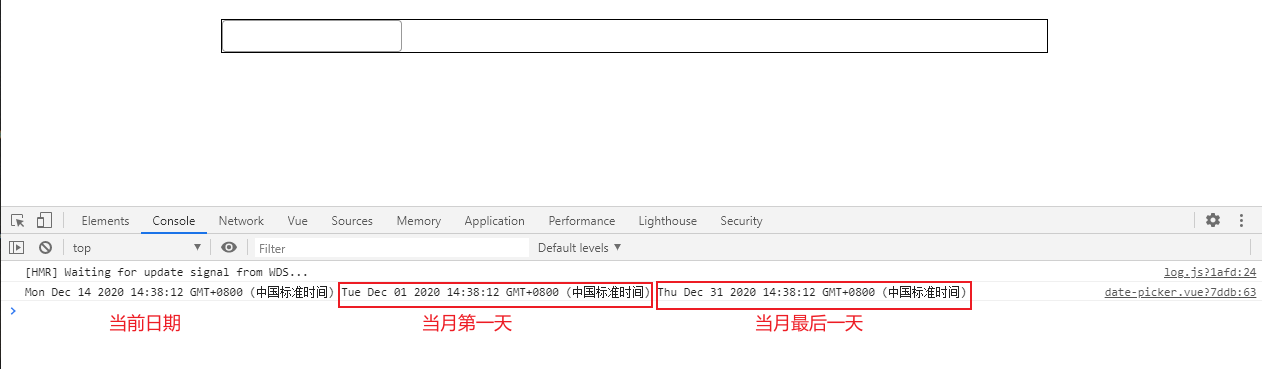 Elements Console Network Vue Sources Memory Application Performance Lighthouse Security
top Filter Default levels
[HMR] Waiting for update signal from WDS... log.js?1afd:24
Mon Dec 14 2020 14:38:12 GMT+0800 (中国标准时间) Tue Dec 01 2020 14:38:12 GMT+0800 (中国标准时间) Thu Dec 31 2020 14:38:12 GMT+0800 (中国标准时间) date-picker.vue?7ddb:63
当前日期 当月第一天 当月最后一天